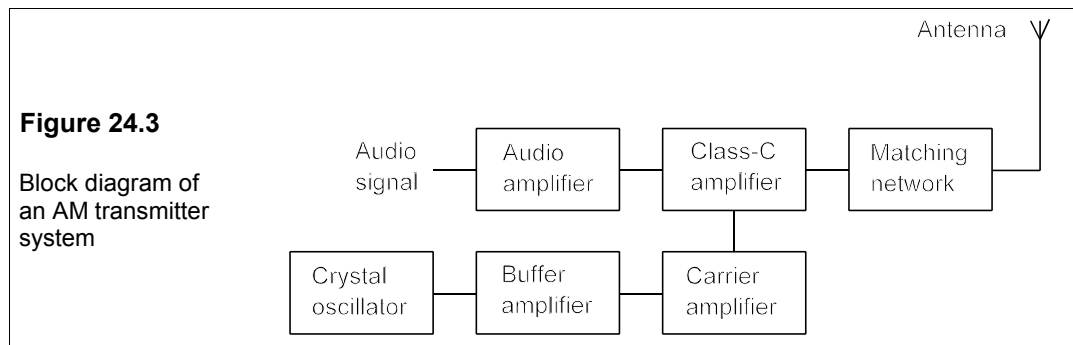 Antenna
Figure 24.3
Block diagram of
an AM transmitter
system
Audio
signal
Audio
amplifier
Class-C
amplifier
Matching
network
Crystal
oscillator
Buffer
amplifier
Carrier
amplifier